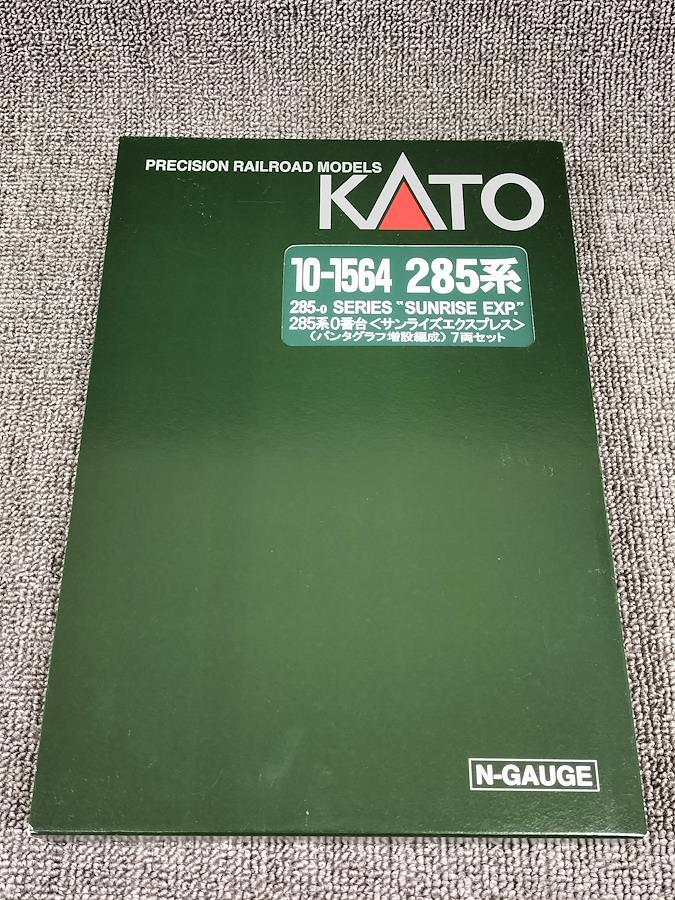 PRECISION RAILROAD MODELS
KATO
10-1564 285系
285-0 SERIES "SUNRISE EXP."
285系0番台<サンライズエクスプレス>
(パンタグラフ増設編成) 7両セット
N-GAUGE